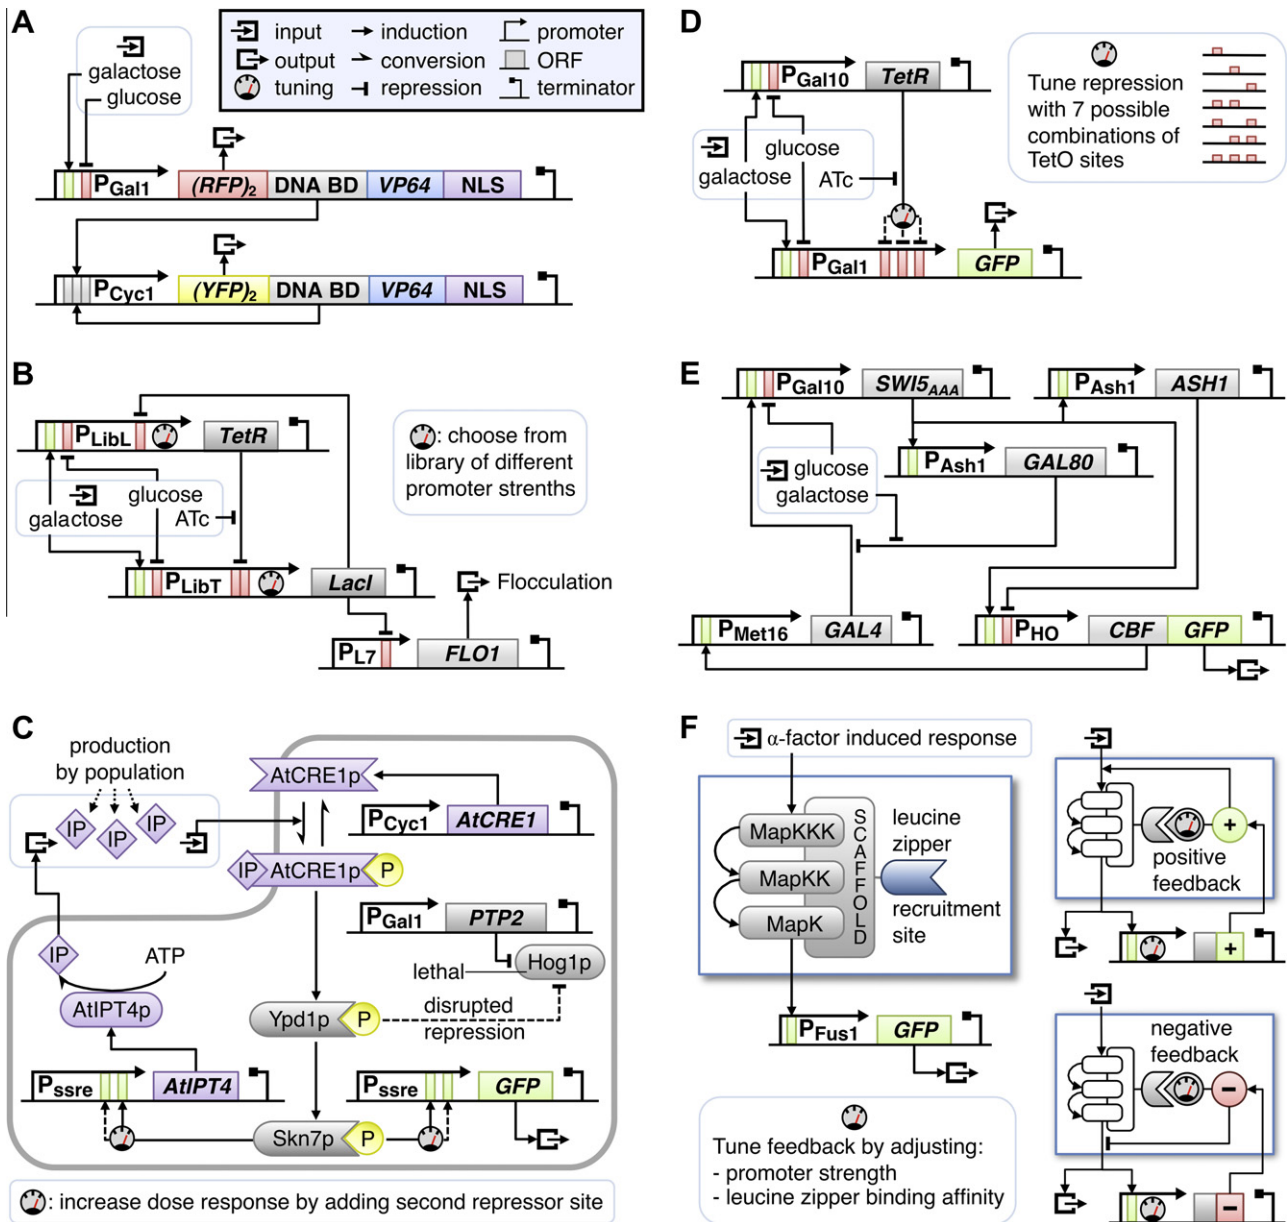 A
input
induction
promoter
output
conversion
ORF
tuning
repression
terminator
galactose
glucose
PGal1
(RFP)2
DNA BD
VP64
NLS
PCyc1
(YFP)2
DNA BD
VP64
NLS
B
PLibL
TetR
glucose
galactose
ATc
PLibT
LacI
Flocculation
PL7
FLO1
: choose from
library of different
promoter strenths
C
production
by population
IP
IP
IP
AtCRE1p
PCyc1
AtCRE1
IP
AtCRE1p
P
PGal1
PTP2
IP
ATP
lethal
Hog1p
AtIPT4p
Ypd1p
P
disrupted
repression
Pssre
AtIPT4
Pssre
GFP
Skn7p
P
: increase dose response by adding second repressor site
D
PGal10
TetR
glucose
galactose
ATc
PGal1
GFP
Tune repression
with 7 possible
combinations of
TetO sites
E
PGal10
SWI5AAA
PAsh1
ASH1
glucose
galactose
PAsh1
GAL80
PMet16
GAL4
PHO
CBF
GFP
F
α-factor induced response
MapKKK
MapKK
MapK
SCAFFOLD
leucine
zipper
recruitment
site
PFus1
GFP
Tune feedback by adjusting:
- promoter strength
- leucine zipper binding affinity
+
positive
feedback
+
negative
feedback
−
−